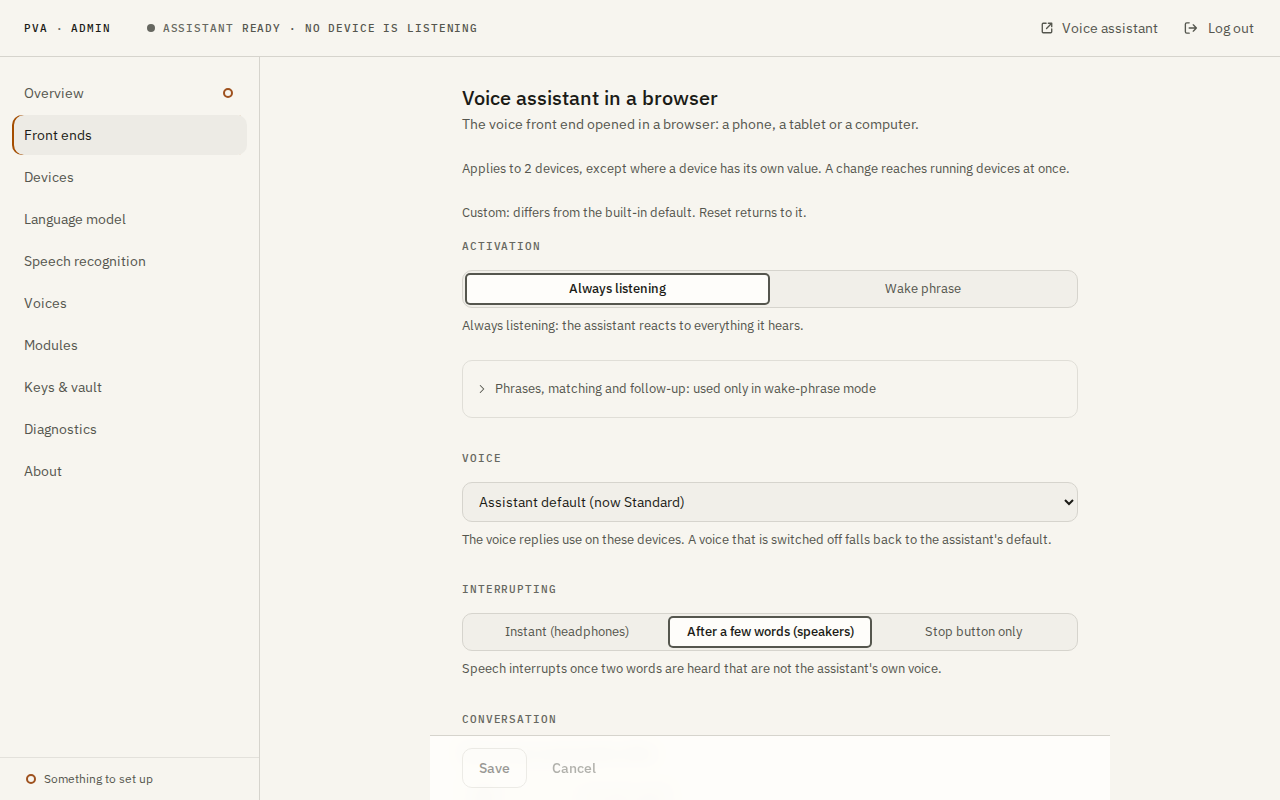 PVA · ADMIN
ASSISTANT READY · NO DEVICE IS LISTENING
Voice assistant
Log out
Overview
Front ends
Devices
Language model
Speech recognition
Voices
Modules
Keys & vault
Diagnostics
About
Something to set up
Voice assistant in a browser
The voice front end opened in a browser: a phone, a tablet or a computer.
Applies to 2 devices, except where a device has its own value. A change reaches running devices at once.
Custom: differs from the built-in default. Reset returns to it.
ACTIVATION
Always listening
Wake phrase
Always listening: the assistant reacts to everything it hears.
Phrases, matching and follow-up: used only in wake-phrase mode
VOICE
Assistant default (now Standard)
The voice replies use on these devices. A voice that is switched off falls back to the assistant's default.
INTERRUPTING
Instant (headphones)
After a few words (speakers)
Stop button only
Speech interrupts once two words are heard that are not the assistant's own voice.
CONVERSATION
Save
Cancel